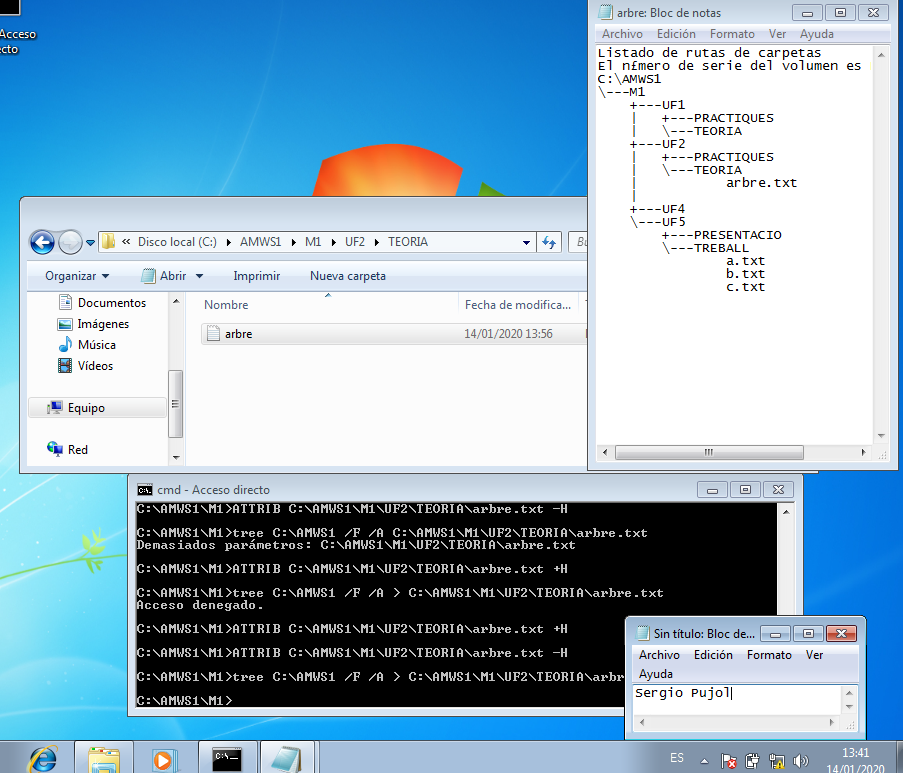 Acceso
cto
arbre: Bloc de notas
Archivo Edición Formato Ver Ayuda
Listado de rutas de carpetas
El n£mero de serie del volumen es
C:\AMWS1
\---M1
+---UF1
| +---PRACTIQUES
| \---TEORIA
+---UF2
| +---PRACTIQUES
| \---TEORIA
| arbre.txt
|
+---UF4
\---UF5
+---PRESENTACIO
\---TREBALL
a.txt
b.txt
c.txt
« Disco local (C:) AMWS1 M1 UF2 TEORIA
Organizar Abrir Imprimir Nueva carpeta
Documentos
Imágenes
Música
Vídeos
Equipo
Red
Nombre Fecha de modifica...
arbre 14/01/2020 13:56
cmd - Acceso directo
C:\AMWS1\M1>ATTRIB C:\AMWS1\M1\UF2\TEORIA\arbre.txt -H
C:\AMWS1\M1>tree C:\AMWS1 /F /A C:\AMWS1\M1\UF2\TEORIA\arbre.txt
Demasiados parámetros: C:\AMWS1\M1\UF2\TEORIA\arbre.txt
C:\AMWS1\M1>ATTRIB C:\AMWS1\M1\UF2\TEORIA\arbre.txt +H
C:\AMWS1\M1>tree C:\AMWS1 /F /A > C:\AMWS1\M1\UF2\TEORIA\arbre.txt
Acceso denegado.
C:\AMWS1\M1>ATTRIB C:\AMWS1\M1\UF2\TEORIA\arbre.txt +H
C:\AMWS1\M1>ATTRIB C:\AMWS1\M1\UF2\TEORIA\arbre.txt -H
C:\AMWS1\M1>tree C:\AMWS1 /F /A > C:\AMWS1\M1\UF2\TEORIA\arbr
C:\AMWS1\M1>
Sin título: Bloc de...
Archivo Edición Formato Ver
Ayuda
Sergio Pujol
ES
13:41
14/01/2020